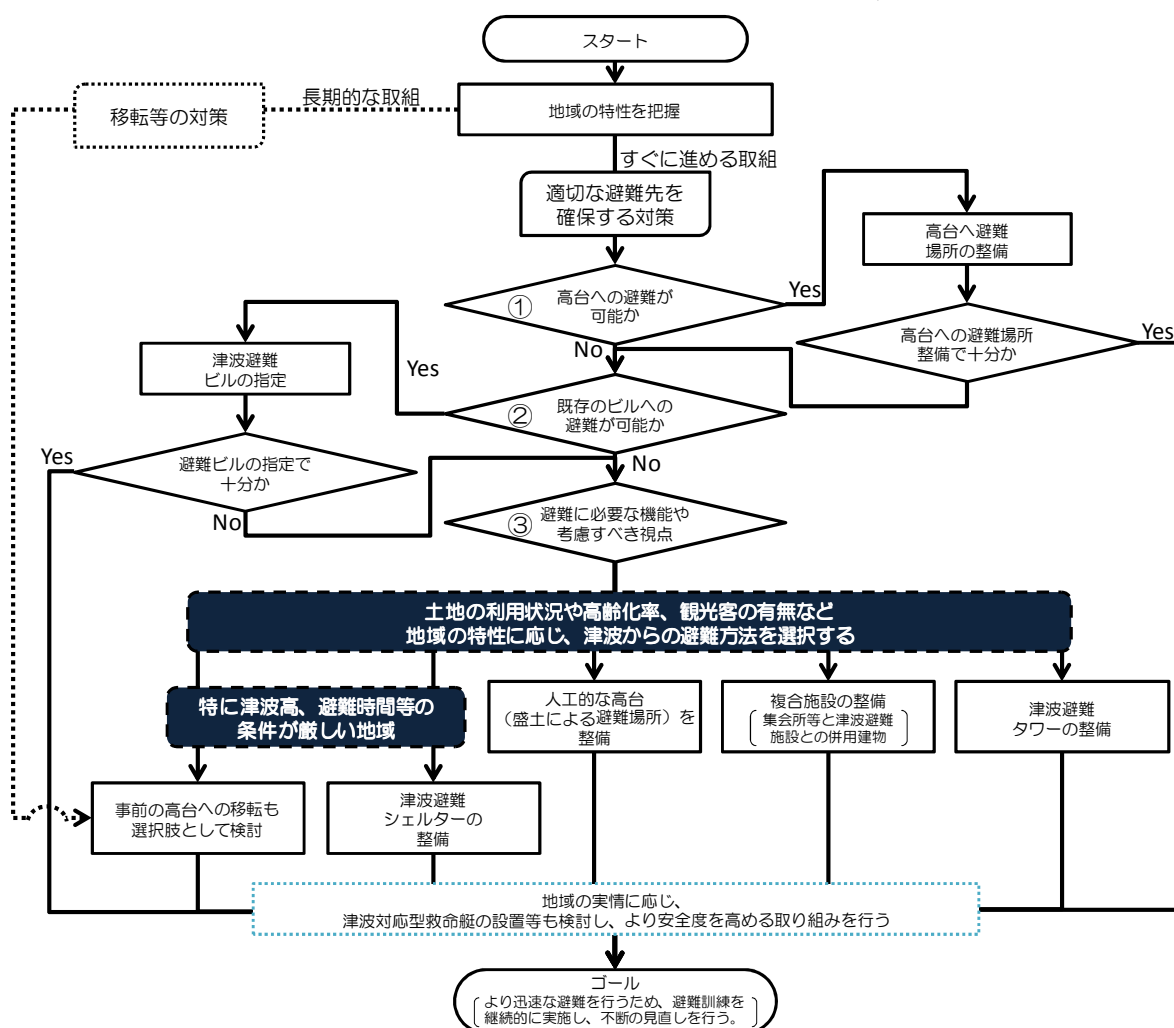 スタート
長期的な取組
移転等の対策
地域の特性を把握
すぐに進める取組
適切な避難先を
確保する対策
高台へ避難
場所の整備
①
高台への避難が
可能か
Yes
No
高台への避難場所
整備で十分か
Yes
津波避難
ビルの指定
Yes
②
既存のビルへの
避難が可能か
No
Yes
避難ビルの指定で
十分か
No
③
避難に必要な機能や
考慮すべき視点
土地の利用状況や高齢化率、観光客の有無など
地域の特性に応じ、津波からの避難方法を選択する
特に津波高、避難時間等の
条件が厳しい地域
人工的な高台
（盛土による避難場所）を
整備
複合施設の整備
集会所等と津波避難
施設との併用建物
津波避難
タワーの整備
事前の高台への移転も
選択肢として検討
津波避難
シェルターの
整備
地域の実情に応じ、
津波対応型救命艇の設置等も検討し、より安全度を高める取り組みを行う
ゴール
より迅速な避難を行うため、避難訓練を
継続的に実施し、不断の見直しを行う。